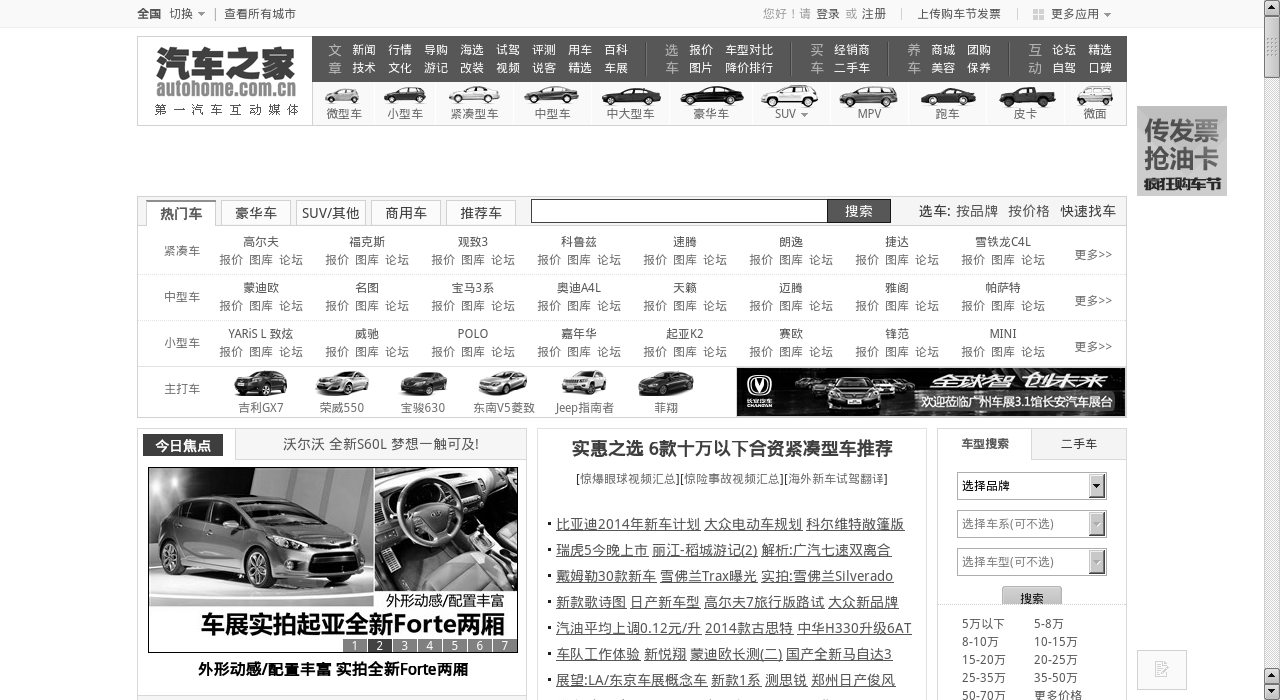 全国 切换 查看所有城市 您好！请 登录 或 注册 上传购车节发票 更多应用
汽车之家
autohome.com.cn
第一汽车互动媒体
文章 新闻 行情 导购 海选 试驾 评测 用车 百科 选车 报价 车型对比 买车 经销商 养车 商城 团购 互动 论坛 精选
技术 文化 游记 改装 视频 说客 精选 车展 图片 降价排行 二手车 美容 保养 自驾 口碑
微型车 小型车 紧凑型车 中型车 中大型车 豪华车 SUV MPV 跑车 皮卡 微面
传发票
抢油卡
疯狂购车节
热门车 豪华车 SUV/其他 商用车 推荐车 搜索 选车: 按品牌 按价格 快速找车
紧凑车 高尔夫 福克斯 观致3 科鲁兹 速腾 朗逸 捷达 雪铁龙C4L
报价 图库 论坛 报价 图库 论坛 报价 图库 论坛 报价 图库 论坛 报价 图库 论坛 报价 图库 论坛 报价 图库 论坛 报价 图库 论坛 更多>>
中型车 蒙迪欧 名图 宝马3系 奥迪A4L 天籁 迈腾 雅阁 帕萨特
报价 图库 论坛 报价 图库 论坛 报价 图库 论坛 报价 图库 论坛 报价 图库 论坛 报价 图库 论坛 报价 图库 论坛 报价 图库 论坛 更多>>
小型车 YARiS L 致炫 威驰 POLO 嘉年华 起亚K2 赛欧 锋范 MINI
报价 图库 论坛 报价 图库 论坛 报价 图库 论坛 报价 图库 论坛 报价 图库 论坛 报价 图库 论坛 报价 图库 论坛 报价 图库 论坛 更多>>
主打车 吉利GX7 荣威550 宝骏630 东南V5菱致 Jeep指南者 菲翔
长安汽车
CHANGAN
全球智 创未来
欢迎莅临广州车展3.1馆长安汽车展台
今日焦点 沃尔沃 全新S60L 梦想一触可及!
外形动感/配置丰富
车展实拍起亚全新Forte两厢
1 2 3 4 5 6 7
外形动感/配置丰富 实拍全新Forte两厢
实惠之选 6款十万以下合资紧凑型车推荐
[惊爆眼球视频汇总][惊险事故视频汇总][海外新车试驾翻译]
比亚迪2014年新车计划 大众电动车规划 科尔维特敞篷版
瑞虎5今晚上市 丽江-稻城游记(2) 解析:广汽七速双离合
戴姆勒30款新车 雪佛兰Trax曝光 实拍:雪佛兰Silverado
新款歌诗图 日产新车型 高尔夫7旅行版路试 大众新品牌
汽油平均上调0.12元/升 2014款古思特 中华H330升级6AT
车队工作体验 新悦翔 蒙迪欧长测(二) 国产全新马自达3
展望:LA/东京车展概念车 新款1系 测思锐 郑州日产俊风
车型搜索 二手车
选择品牌
选择车系(可不选)
选择车型(可不选)
搜索
5万以下 5-8万
8-10万 10-15万
15-20万 20-25万
25-35万 35-50万
50-70万 更多价格